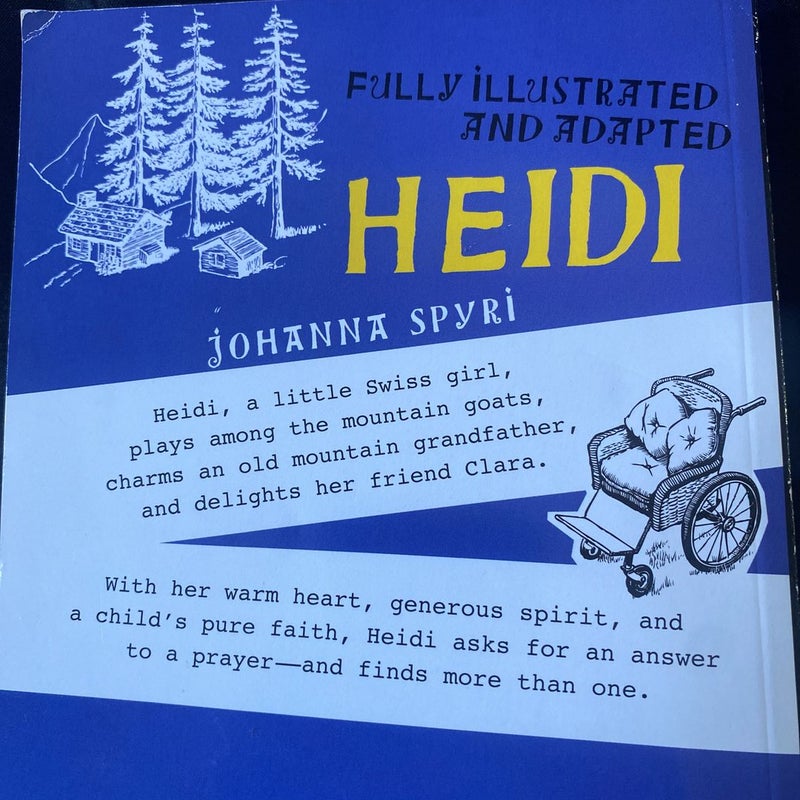 FULLY ILLUSTRATED
AND ADAPTED
HEIDI
JOHANNA SPYRI
Heidi, a little Swiss girl,
plays among the mountain goats,
charms an old mountain grandfather,
and delights her friend Clara.
With her warm heart, generous spirit, and
a child's pure faith, Heidi asks for an answer
to a prayer—and finds more than one.